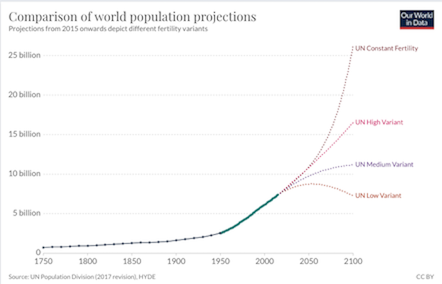 Comparison of world population projections
Projections from 2015 onwards depict different fertility variants
Our World
in Data
UN Constant Fertility
25 billion
20 billion
UN High Variant
15 billion
UN Medium Variant
10 billion
UN Low Variant
5 billion
0
1750 1800 1850 1900 1950 2000 2050 2100
Source: UN Population Division (2017 revision), HYDE
CC BY